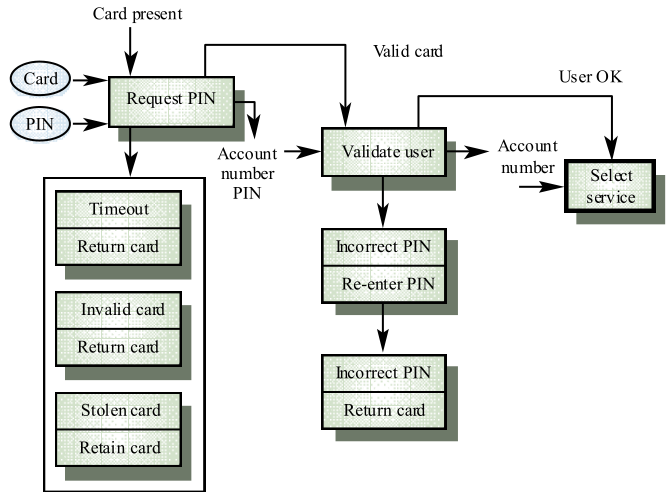 Card present
Card
PIN
Request PIN
Valid card
Account
number
PIN
Validate user
User OK
Account
number
Select
service
Timeout
Return card
Invalid card
Return card
Stolen card
Retain card
Incorrect PIN
Re-enter PIN
Incorrect PIN
Return card